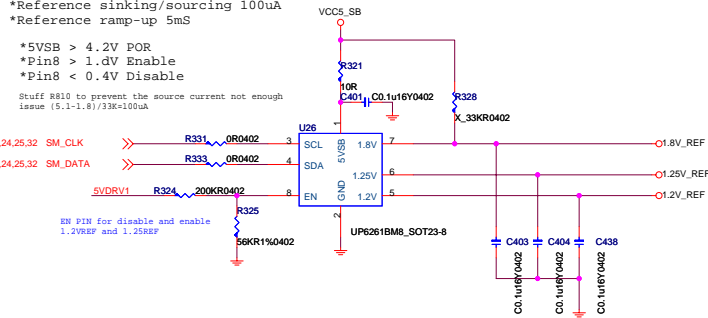 *Reference sinking/sourcing 100uA
*Reference ramp-up 5mS
*5VSB > 4.2V POR
*Pin8 > 1.dV Enable
*Pin8 < 0.4V Disable
Stuff R810 to prevent the source current not enough
issue (5.1-1.8)/33K=100uA
VCC5_SB
R321
10R
C401
C0.1u16Y0402
R328
X_33KR0402
U26
,24,25,32 SM_CLK
R331
0R0402
3
SCL
1
5VSB
1.8V
7
1.8V_REF
,24,25,32 SM_DATA
R333
0R0402
4
SDA
1.25V
6
1.25V_REF
5VDRV1
R324
200KR0402
8
EN
GND
1.2V
5
1.2V_REF
2
R325
56KR1%0402
EN PIN for disable and enable
1.2VREF and 1.25REF
UP6261BM8_SOT23-8
C403
C0.1u16Y0402
C404
C0.1u16Y0402
C438
C0.1u16Y0402